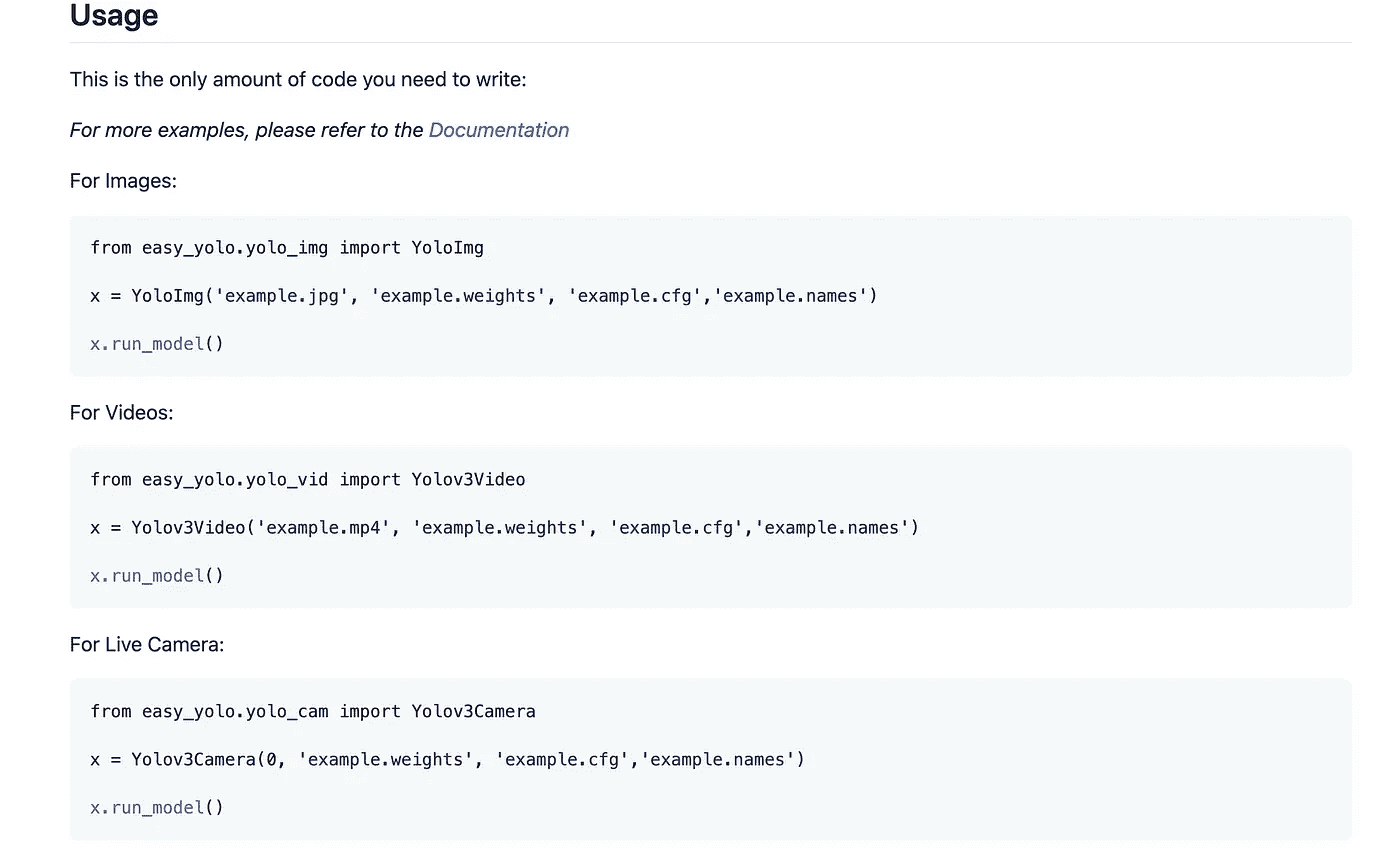 Usage
This is the only amount of code you need to write:
For more examples, please refer to the Documentation
For Images:
from easy_yolo.yolo_img import YoloImg
x = YoloImg('example.jpg', 'example.weights', 'example.cfg','example.names')
x.run_model()
For Videos:
from easy_yolo.yolo_vid import Yolov3Video
x = Yolov3Video('example.mp4', 'example.weights', 'example.cfg','example.names')
x.run_model()
For Live Camera:
from easy_yolo.yolo_cam import Yolov3Camera
x = Yolov3Camera(0, 'example.weights', 'example.cfg','example.names')
x.run_model()